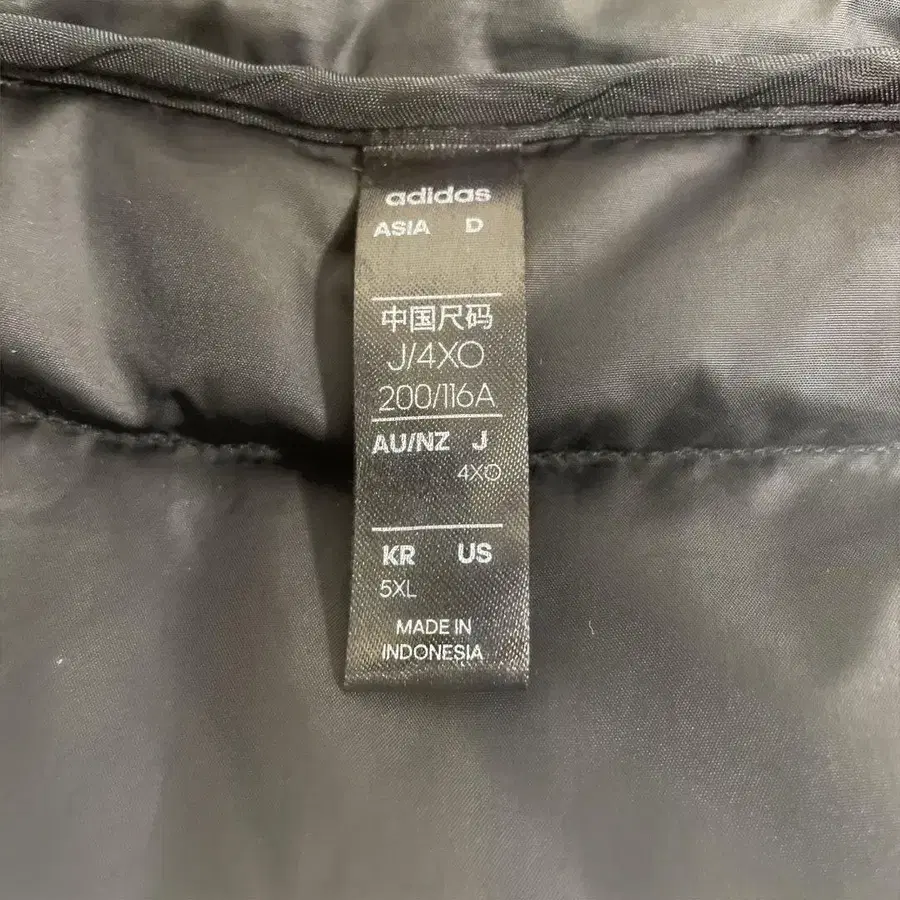 adidas
ASIA D
中国尺码
J/4XO
200/116A
AU/NZ J
4XO
KR US
5XL
MADE IN
INDONESIA